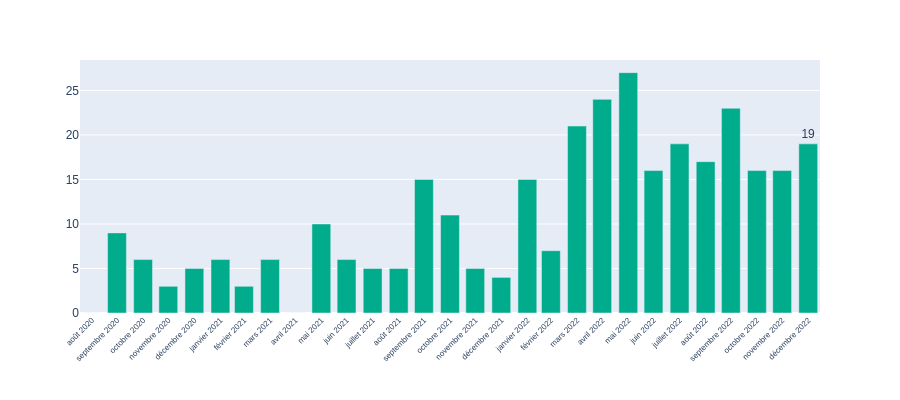 25
20
15
10
5
0
19
août 2020
septembre 2020
octobre 2020
novembre 2020
décembre 2020
janvier 2021
février 2021
mars 2021
avril 2021
mai 2021
juin 2021
juillet 2021
août 2021
septembre 2021
octobre 2021
novembre 2021
décembre 2021
janvier 2022
février 2022
mars 2022
avril 2022
mai 2022
juin 2022
juillet 2022
août 2022
septembre 2022
octobre 2022
novembre 2022
décembre 2022